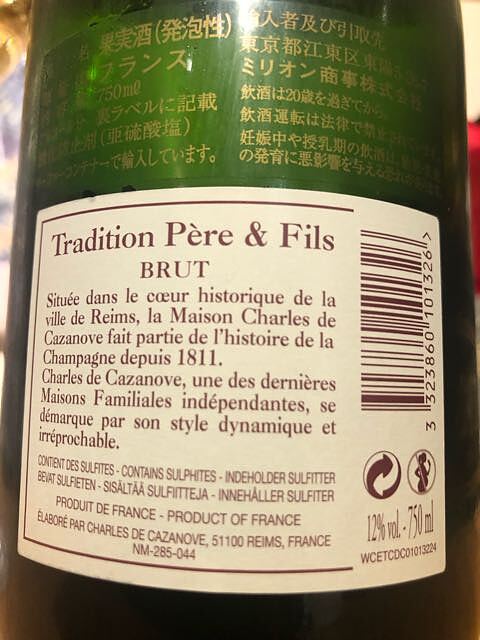 名 果実酒(発泡性)
フランス
750mℓ
裏ラベルに記載
防止剤(亜硫酸塩)
コンテナーで輸入しています。
輸入者及び引取先
東京都江東区東陽
ミリオン商事株式会社
飲酒は20歳を過ぎてから
飲酒運転は法律で禁止され
妊娠中や授乳期の飲酒は
の発育に悪影響を与える
Tradition Père & Fils
BRUT
Située dans le cœur historique de la
ville de Reims, la Maison Charles de
Cazanove fait partie de l'histoire de la
Champagne depuis 1811.
Charles de Cazanove, une des dernières
Maisons Familiales indépendantes, se
démarque par son style dynamique et
irréprochable.
CONTIENT DES SULFITES - CONTAINS SULPHITES - INDEHOLDER SULFITTER
BEVAT SULFIETEN - SISÄLTÄÄ SULFIITTEJA - INNEHÅLLER SULFITER
PRODUIT DE FRANCE - PRODUCT OF FRANCE
ÉLABORÉ PAR CHARLES DE CAZANOVE, 51100 REIMS, FRANCE
NM-285-044
3 323860 101326 >
12% vol. - 750 ml
WCETCDC01013224